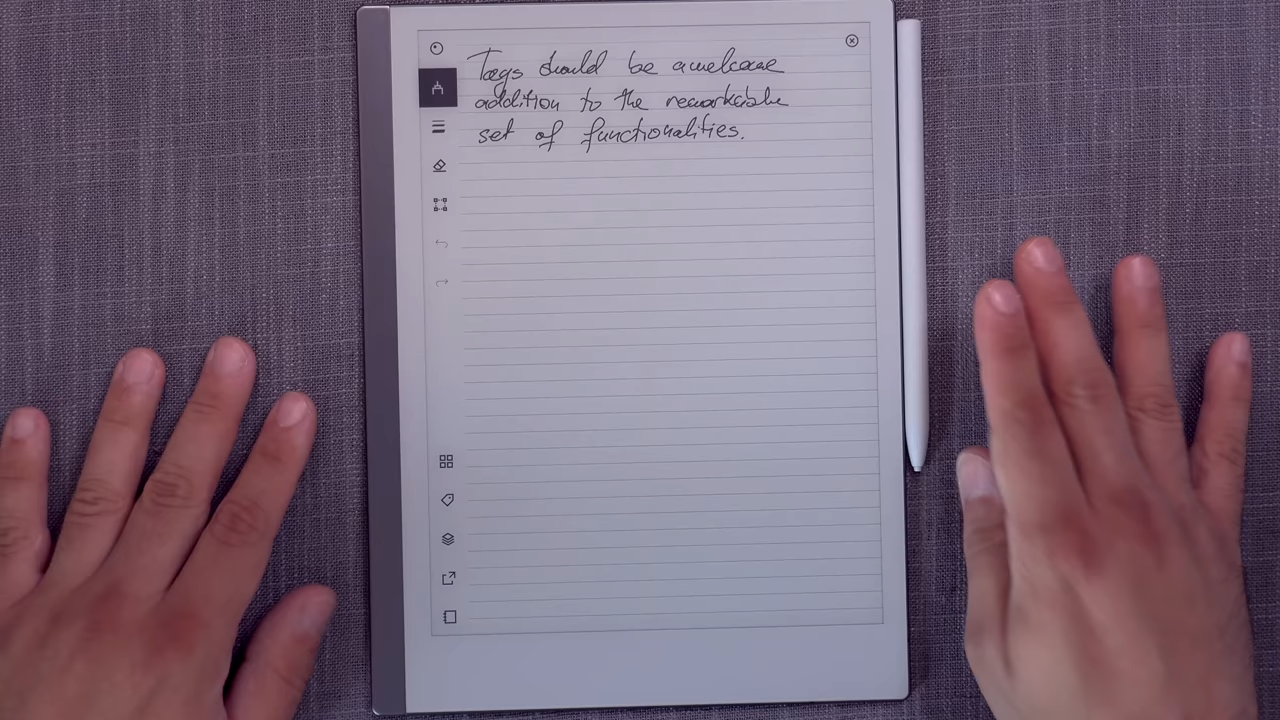 Tags should be a welcome
addition to the remarkable
set of functionalities.